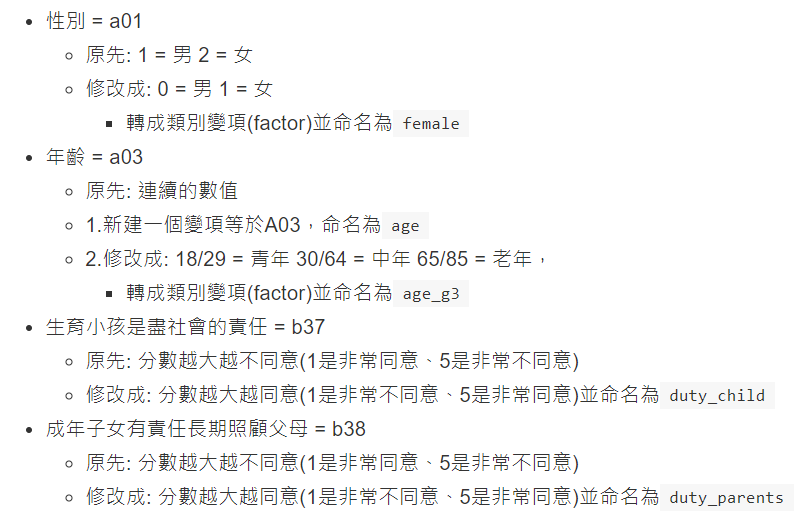 性別 = a01
原先: 1 = 男 2 = 女
修改成: 0 = 男 1 = 女
轉成類別變項(factor)並命名為 female
年齡 = a03
原先: 連續的數值
1.新建一個變項等於A03，命名為 age
2.修改成: 18/29 = 青年 30/64 = 中年 65/85 = 老年，
轉成類別變項(factor)並命名為 age_g3
生育小孩是盡社會的責任 = b37
原先: 分數越大越不同意(1是非常同意、5是非常不同意)
修改成: 分數越大越同意(1是非常不同意、5是非常同意)並命名為 duty_child
成年子女有責任長期照顧父母 = b38
原先: 分數越大越不同意(1是非常同意、5是非常不同意)
修改成: 分數越大越同意(1是非常不同意、5是非常同意)並命名為 duty_parents